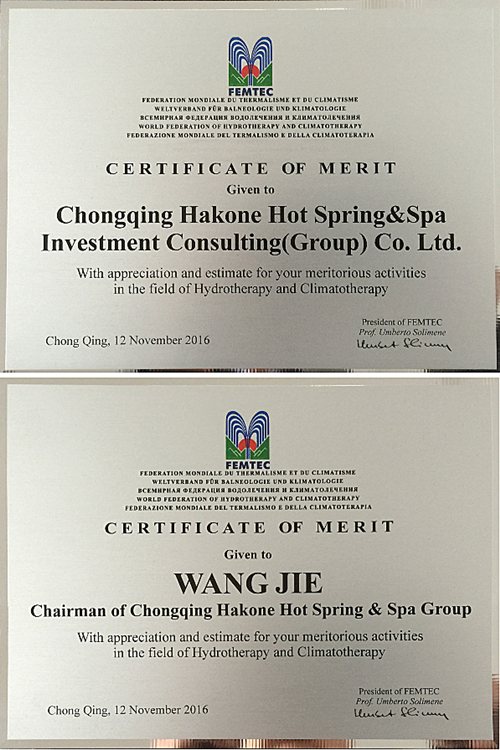 FEMTEC
FEDERATION MONDIALE DU THERMALISME ET DU CLIMATISME
WELTVERBAND FÜR BALNEOLOGIE UND KLIMATOLOGIE
ВСЕМИРНАЯ ФЕДЕРАЦИЯ ВОДОЛЕЧЕНИЯ И КЛИМАТОЛЕЧЕНИЯ
WORLD FEDERATION OF HYDROTHERAPY AND CLIMATOTHERAPY
FEDERAZIONE MONDIALE DEL TERMALISMO E DELLA CLIMATOTERAPIA
CERTIFICATE OF MERIT
Given to
Chongqing Hakone Hot Spring&Spa
Investment Consulting(Group) Co. Ltd.
With appreciation and estimate for your meritorious activities
in the field of Hydrotherapy and Climatotherapy
President of FEMTEC
Prof. Umberto Solimene
Chong Qing, 12 November 2016
FEMTEC
FEDERATION MONDIALE DU THERMALISME ET DU CLIMATISME
WELTVERBAND FÜR BALNEOLOGIE UND KLIMATOLOGIE
ВСЕМИРНАЯ ФЕДЕРАЦИЯ ВОДОЛЕЧЕНИЯ И КЛИМАТОЛЕЧЕНИЯ
WORLD FEDERATION OF HYDROTHERAPY AND CLIMATOTHERAPY
FEDERAZIONE MONDIALE DEL TERMALISMO E DELLA CLIMATOTERAPIA
CERTIFICATE OF MERIT
Given to
WANG JIE
Chairman of Chongqing Hakone Hot Spring & Spa Group
With appreciation and estimate for your meritorious activities
in the field of Hydrotherapy and Climatotherapy
President of FEMTEC
Prof. Umberto Solimene
Chong Qing, 12 November 2016